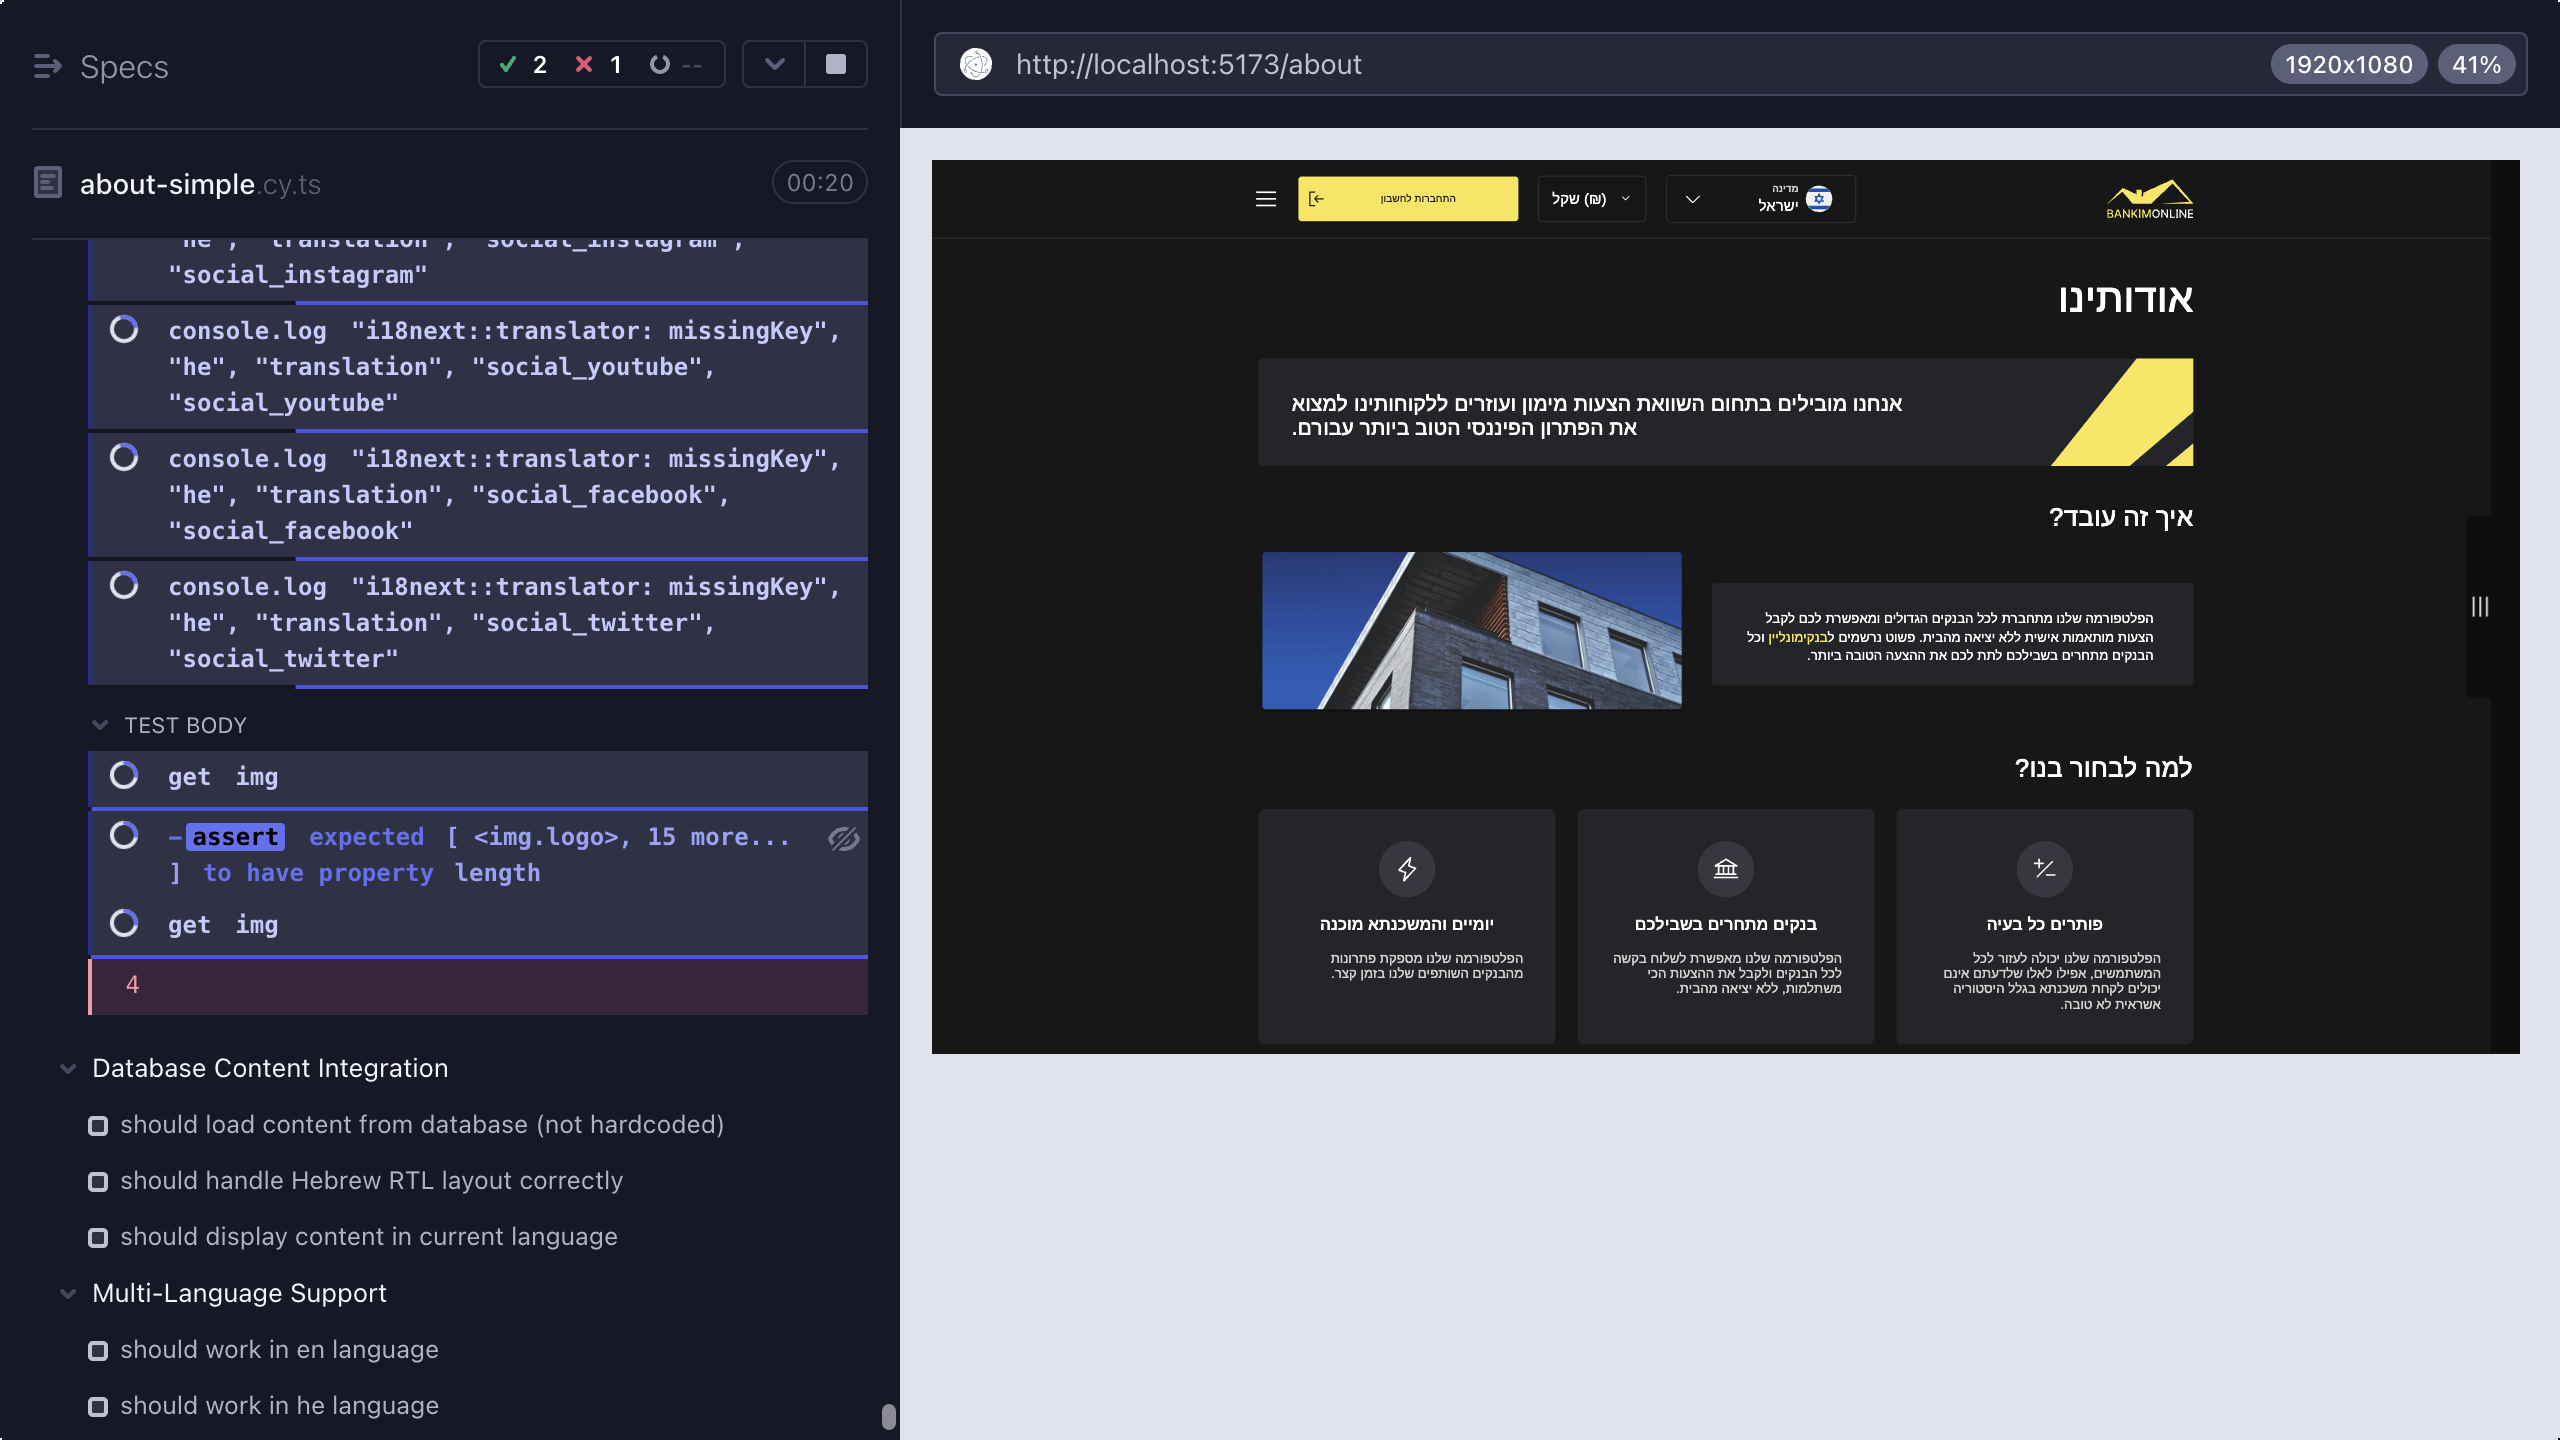 Specs
2
1
--
about-simple.cy.ts
00:20
"he", "translation", "social_instagram",
"social_instagram"
console.log "i18next::translator: missingKey",
"he", "translation", "social_youtube",
"social_youtube"
console.log "i18next::translator: missingKey",
"he", "translation", "social_facebook",
"social_facebook"
console.log "i18next::translator: missingKey",
"he", "translation", "social_twitter",
"social_twitter"
TEST BODY
get img
-assert expected [ <img.logo>, 15 more...
] to have property length
get img
4
Database Content Integration
should load content from database (not hardcoded)
should handle Hebrew RTL layout correctly
should display content in current language
Multi-Language Support
should work in en language
should work in he language
http://localhost:5173/about
1920x1080
41%
התחברות לחשבון
(₪) שקל
מדינה
ישראל
BANKIMONLINE
אודותינו
אנחנו מובילים בתחום השוואת הצעות מימון ועוזרים ללקוחותינו למצוא
את הפתרון הפיננסי הטוב ביותר עבורם.
איך זה עובד?
הפלטפורמה שלנו מתחברת לכל הבנקים הגדולים ומאפשרת לכם לקבל
הצעות מותאמות אישית ללא יציאה מהבית. פשוט נרשמים לבנקימונליין וכל
הבנקים מתחרים בשבילכם לתת לכם את ההצעה הטובה ביותר.
למה לבחור בנו?
פותרים כל בעיה
הפלטפורמה שלנו יכולה לעזור לכל
המשתמשים, אפילו לאלו שלדעתם אינם
יכולים לקחת משכנתא בגלל היסטוריה
אשראית לא טובה.
בנקים מתחרים בשבילכם
הפלטפורמה שלנו מאפשרת לשלוח בקשה
לכל הבנקים ולקבל את ההצעות הכי
משתלמות, ללא יציאה מהבית.
יומיים והמשכנתא מוכנה
הפלטפורמה שלנו מספקת פתרונות
מהבנקים השותפים שלנו בזמן קצר.